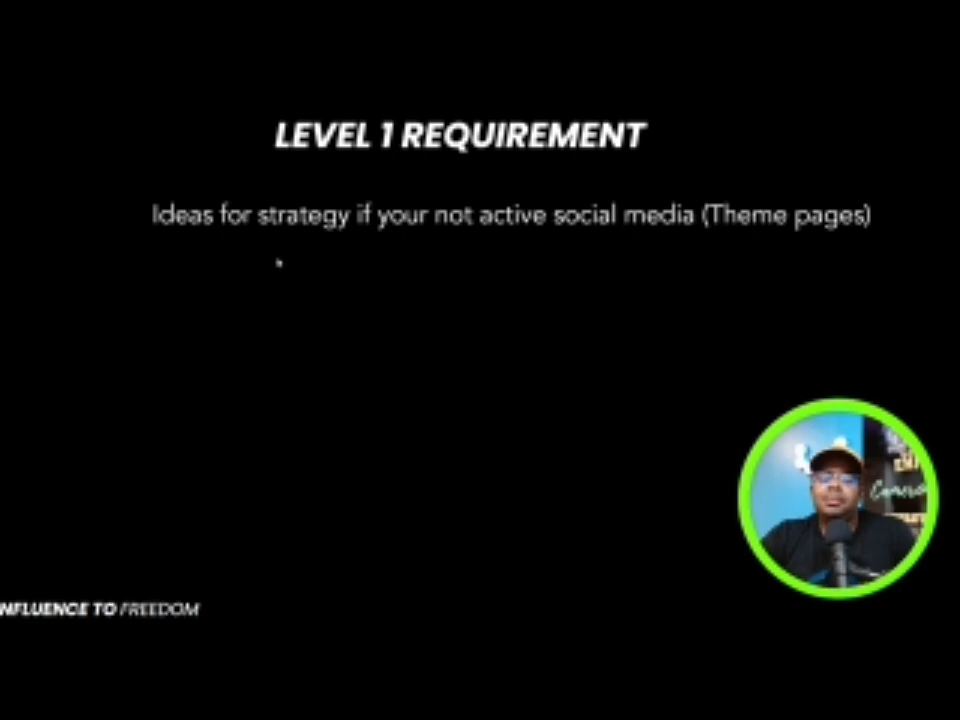 LEVEL 1 REQUIREMENT
Ideas for strategy if your not active social media (Theme pages)
NFLUENCE TO FREEDOM